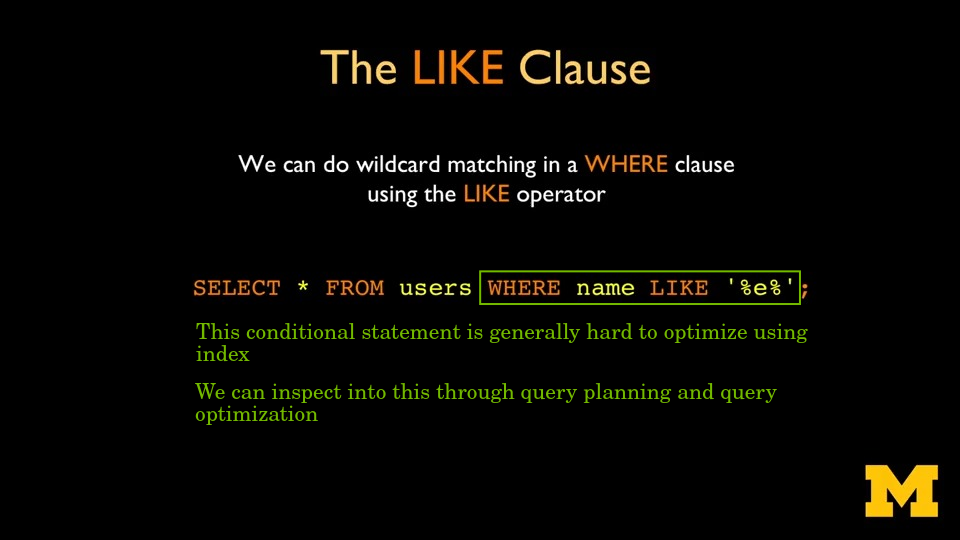 The LIKE Clause
We can do wildcard matching in a WHERE clause
using the LIKE operator
SELECT * FROM users WHERE name LIKE '%e%';
This conditional statement is generally hard to optimize using
index
We can inspect into this through query planning and query
optimization
M